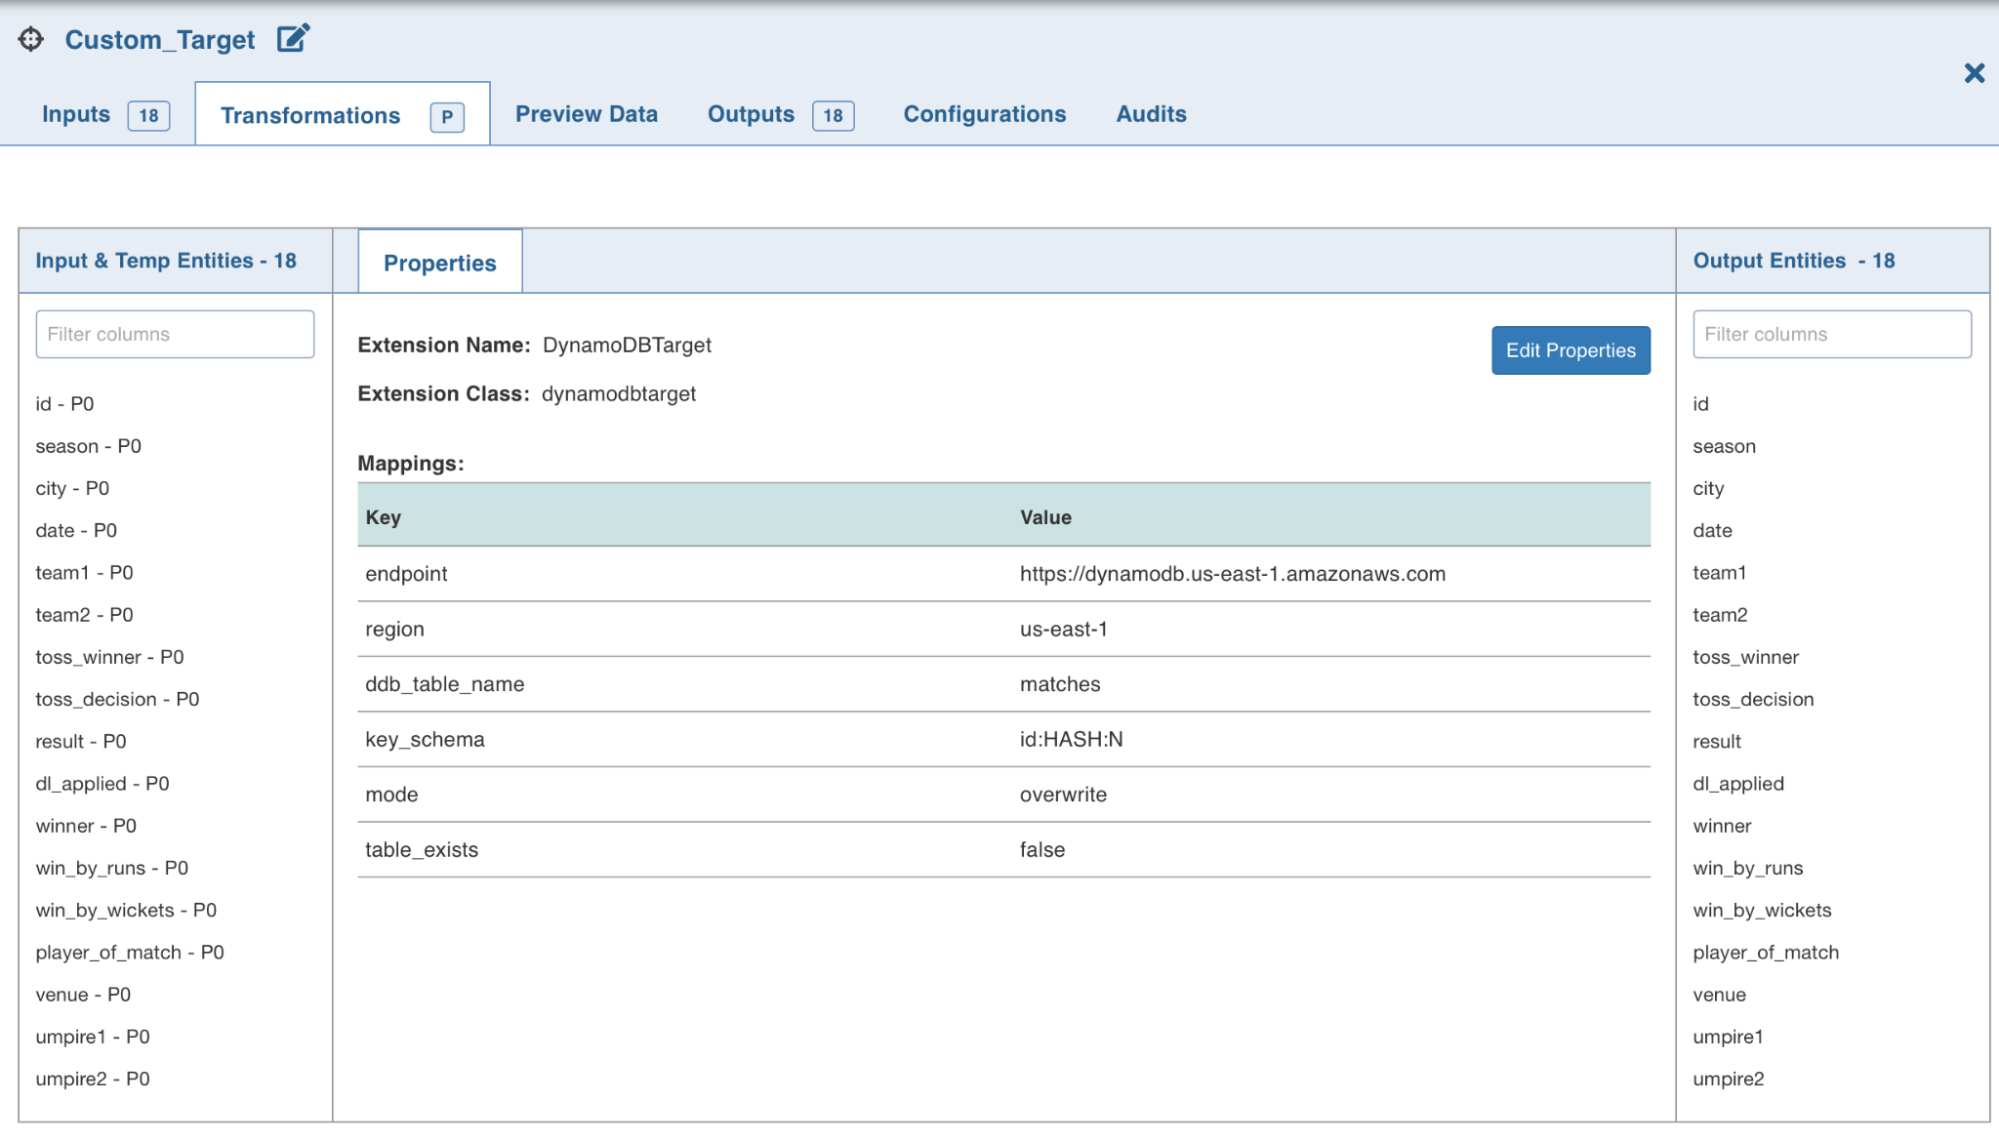 Custom_Target
Inputs 18 Transformations P Preview Data Outputs 18 Configurations Audits
Input & Temp Entities - 18
Filter columns
id - P0
season - P0
city - P0
date - P0
team1 - P0
team2 - P0
toss_winner - P0
toss_decision - P0
result - P0
dl_applied - P0
winner - P0
win_by_runs - P0
win_by_wickets - P0
player_of_match - P0
venue - P0
umpire1 - P0
umpire2 - P0
Properties
Extension Name: DynamoDBTarget
Edit Properties
Extension Class: dynamodbtarget
Mappings:
Key Value
endpoint https://dynamodb.us-east-1.amazonaws.com
region us-east-1
ddb_table_name matches
key_schema id:HASH:N
mode overwrite
table_exists false
Output Entities - 18
Filter columns
id
season
city
date
team1
team2
toss_winner
toss_decision
result
dl_applied
winner
win_by_runs
win_by_wickets
player_of_match
venue
umpire1
umpire2